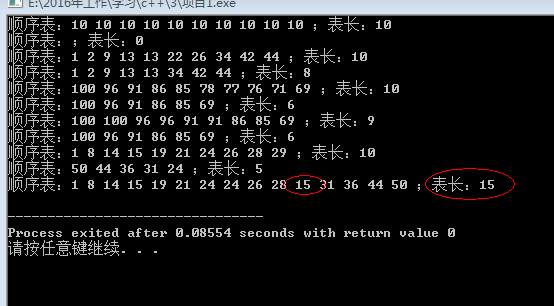 E:\2016年工作\学习\c++\3\项目1.exe
顺序表：10 10 10 10 10 10 10 10 10 10 ；表长：10
顺序表：；表长：0
顺序表：1 2 9 13 13 22 26 34 42 44 ；表长：10
顺序表：1 2 9 13 13 34 42 44 ；表长：8
顺序表：100 96 91 86 85 78 77 76 71 69 ；表长：10
顺序表：100 96 91 86 85 69 ；表长：6
顺序表：100 100 96 96 91 91 86 85 69 ；表长：9
顺序表：100 96 91 86 85 69 ；表长：6
顺序表：1 8 14 15 19 21 24 26 28 29 ；表长：10
顺序表：50 44 36 31 24 ；表长：5
顺序表：1 8 14 15 19 21 24 24 26 28 15 31 36 44 50 ；表长：15
--------------------------------
Process exited after 0.08554 seconds with return value 0
请按任意键继续. . .